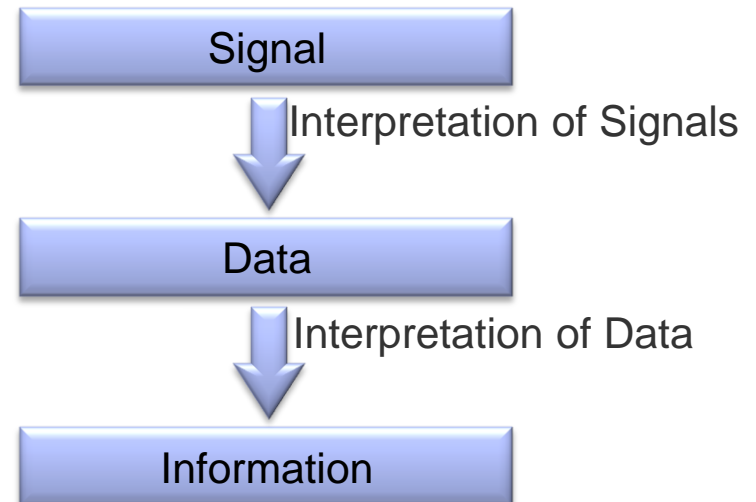 Signal
Interpretation of Signals
Data
Interpretation of Data
Information